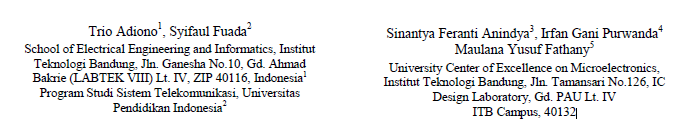 Trio Adiono1, Syifaul Fuada2
School of Electrical Engineering and Informatics, Institut
Teknologi Bandung, Jln. Ganesha No.10, Gd. Ahmad
Bakrie (LABTEK VIII) Lt. IV, ZIP 40116, Indonesia1
Program Studi Sistem Telekomunikasi, Universitas
Pendidikan Indonesia2
Sinantya Feranti Anindya3, Irfan Gani Purwanda4
Maulana Yusuf Fathany5
University Center of Excellence on Microelectronics,
Institut Teknologi Bandung, Jln. Tamansari No.126, IC
Design Laboratory, Gd. PAU Lt. IV
ITB Campus, 40132